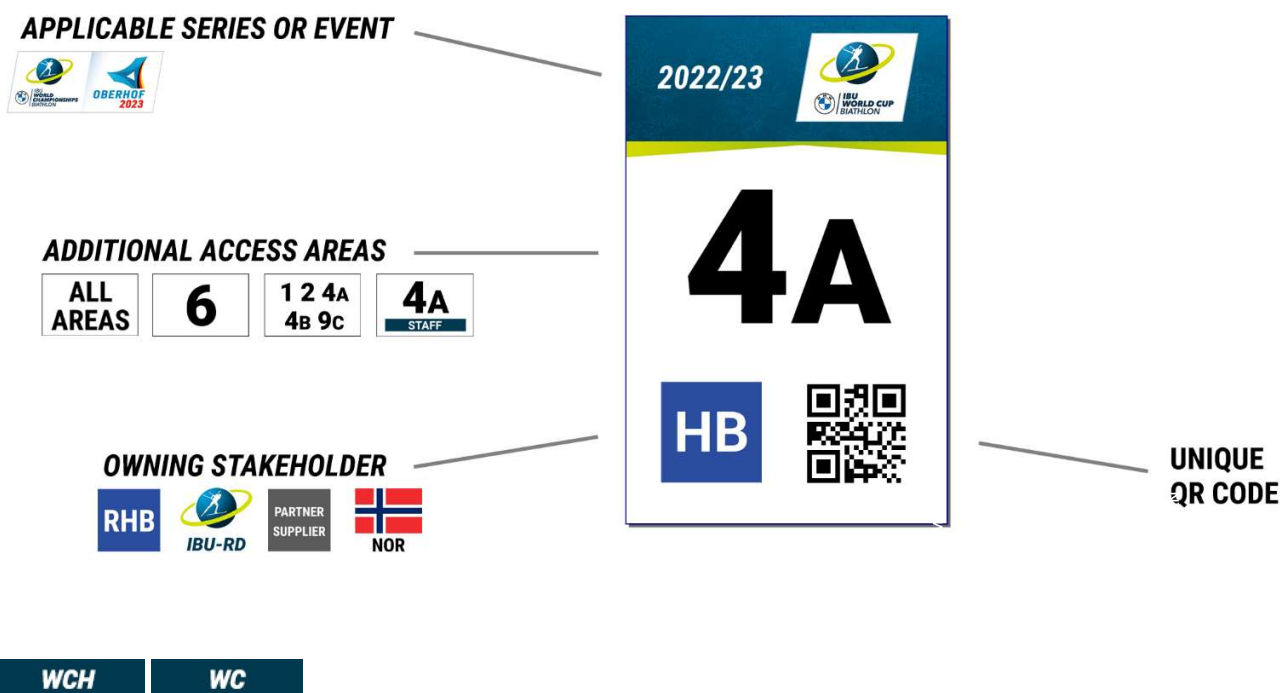 APPLICABLE SERIES OR EVENT
IBU
WORLD
CHAMPIONSHIPS
BIATHLON
OBERHOF
2023
2022/23
IBU
WORLD CUP
BIATHLON
4A
ADDITIONAL ACCESS AREAS
ALL
AREAS
6
1 2 4A
4B 9C
4A
STAFF
HB
OWNING STAKEHOLDER
RHB
IBU-RD
PARTNER
SUPPLIER
NOR
UNIQUE
QR CODE
WCH
WC